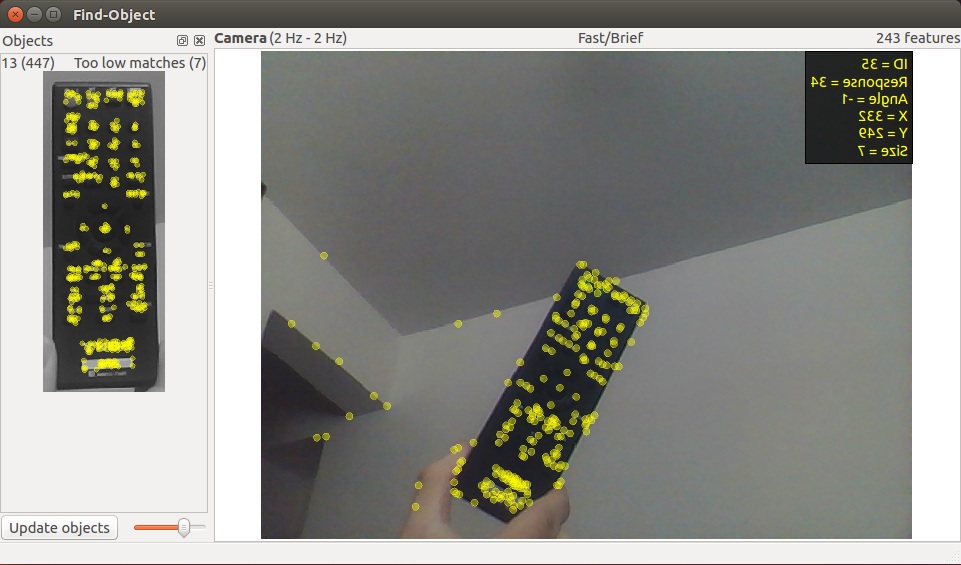 Find-Object
Objects
Camera (2 Hz - 2 Hz) Fast/Brief 243 features
13 (447) Too low matches (7)
ID = 35
Response = 34
Angle = -1
X = 332
Y = 249
Size = 7
Update objects